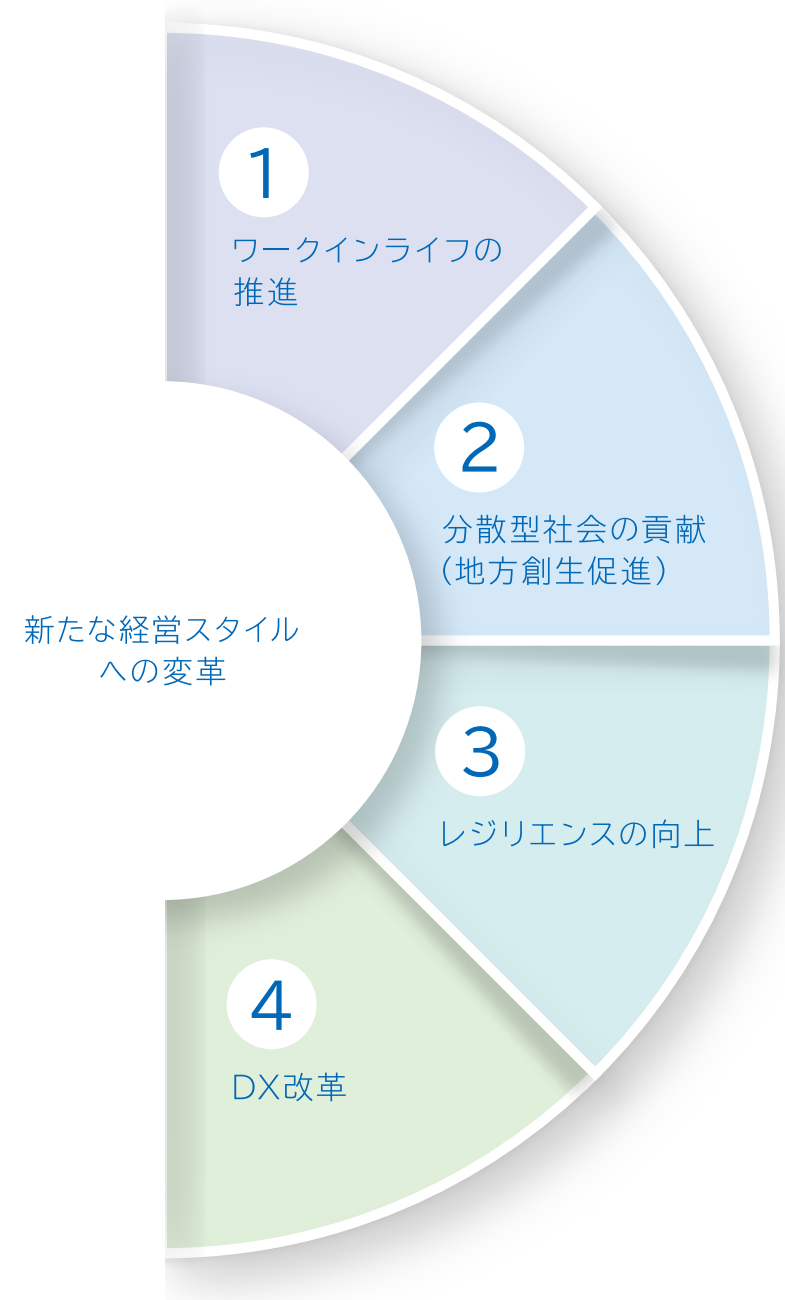 1
ワークインライフの
推進
2
分散型社会の貢献
(地方創生促進)
新たな経営スタイル
への変革
3
レジリエンスの向上
4
DX改革